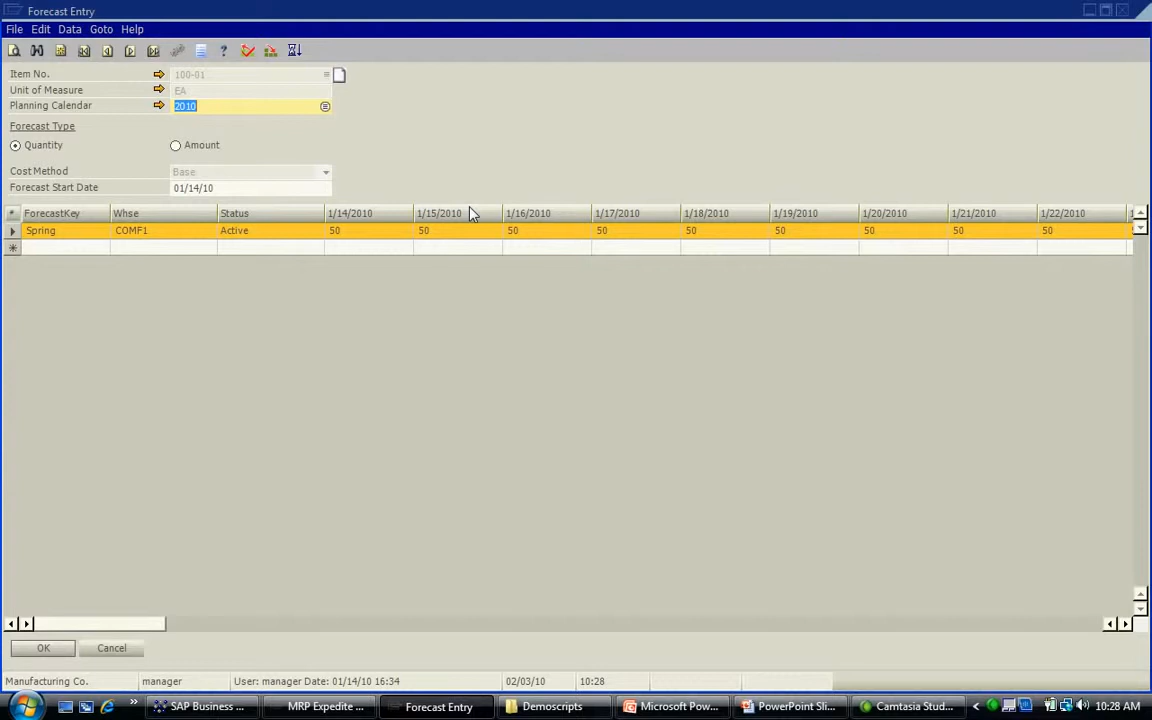 Forecast Entry
File Edit Data Goto Help
Item No. 100-01
Unit of Measure EA
Planning Calendar 2010
Forecast Type
Quantity Amount
Cost Method Base
Forecast Start Date 01/14/10
# ForecastKey Whse Status 1/14/2010 1/15/2010 1/16/2010 1/17/2010 1/18/2010 1/19/2010 1/20/2010 1/21/2010 1/22/2010 1
Spring COMF1 Active 50 50 50 50 50 50 50 50 50
OK Cancel
Manufacturing Co. manager User: manager Date: 01/14/10 16:34 02/03/10 10:28
SAP Business ... MRP Expedite ... Forecast Entry Demoscripts Microsoft Pow... PowerPoint Sli... Camtasia Stud... 10:28 AM